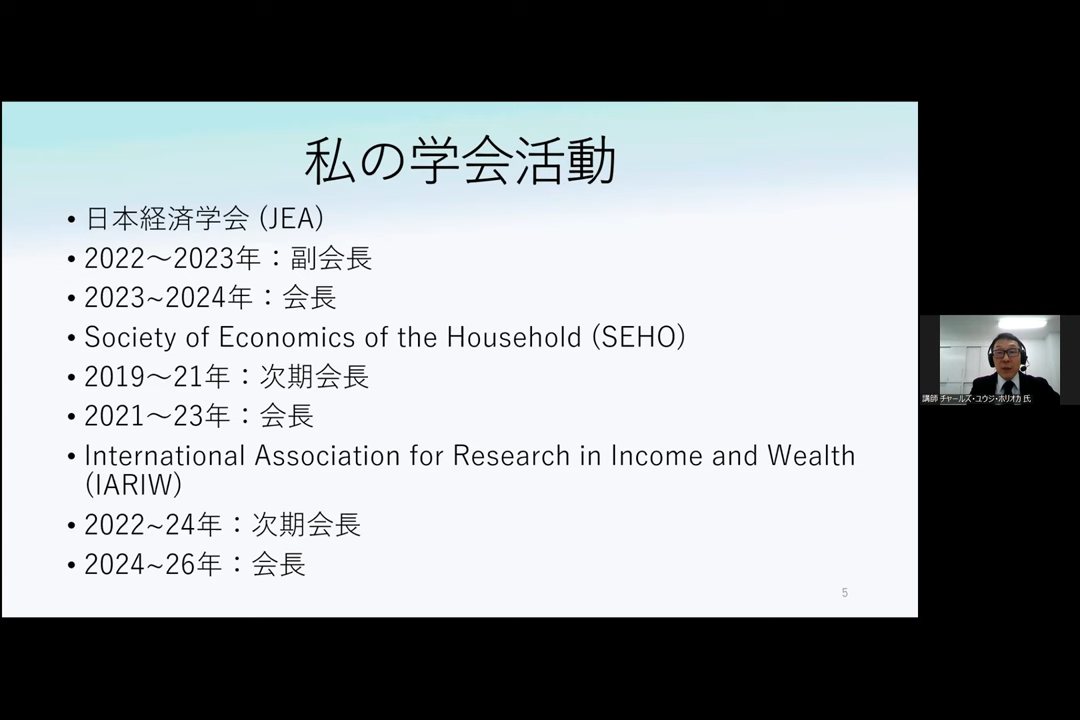 私の学会活動
• 日本経済学会 (JEA)
• 2022～2023年：副会長
• 2023~2024年：会長
• Society of Economics of the Household (SEHO)
• 2019～21年：次期会長
• 2021～23年：会長
• International Association for Research in Income and Wealth
(IARIW)
• 2022~24年：次期会長
• 2024~26年：会長
5
講師 チャールズ・ユウジ・ホリオカ 氏